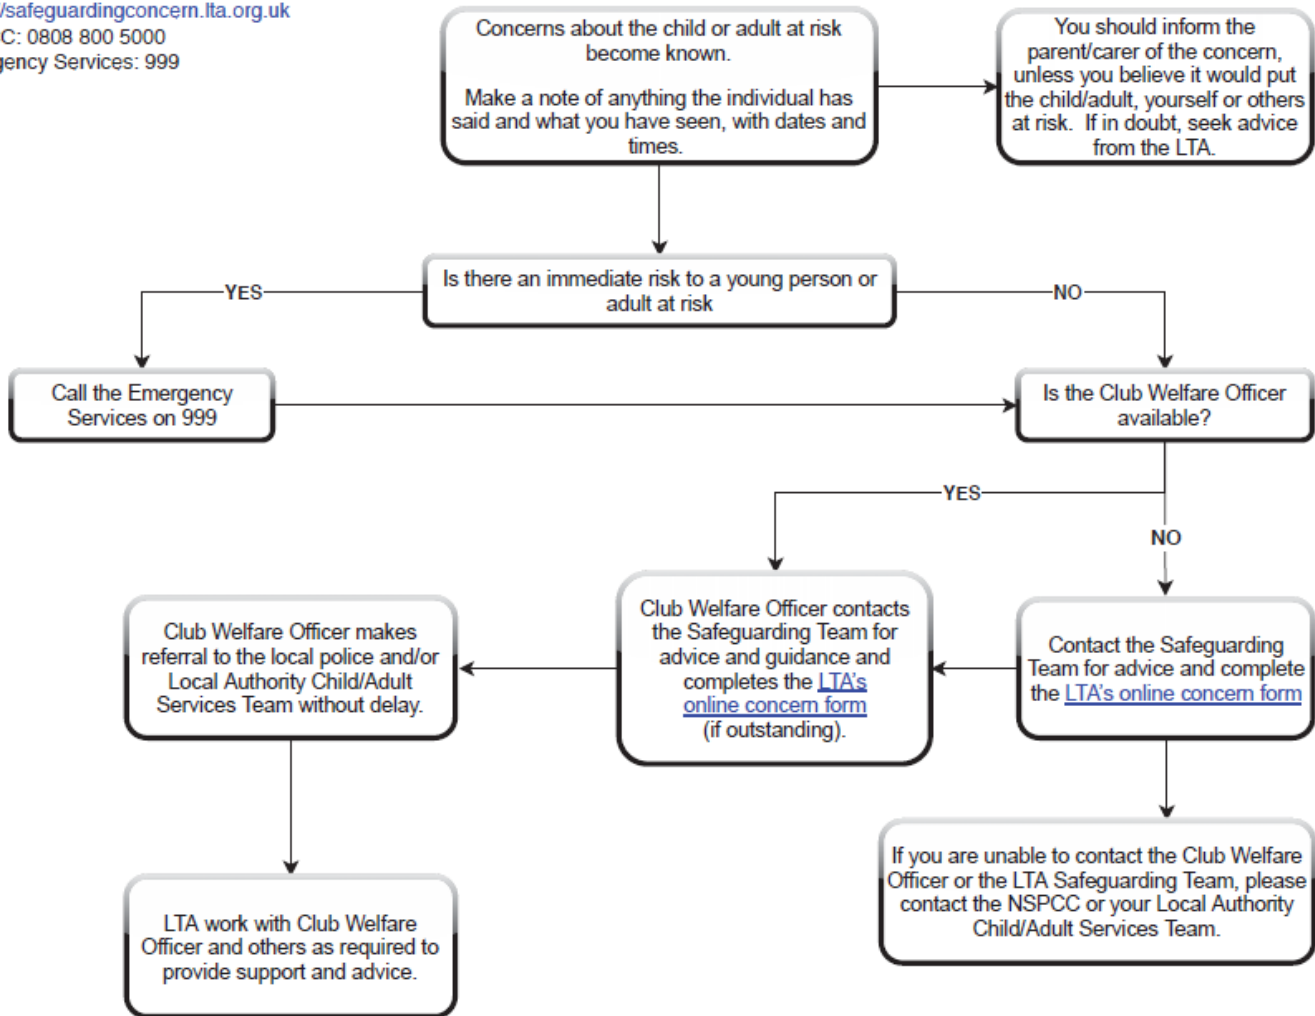 /safeguardingconcern.lta.org.uk
C: 0808 800 5000
gency Services: 999
Concerns about the child or adult at risk
become known.
Make a note of anything the individual has
said and what you have seen, with dates and
times.
You should inform the
parent/carer of the concern,
unless you believe it would put
the child/adult, yourself or others
at risk. If in doubt, seek advice
from the LTA.
Is there an immediate risk to a young person or
adult at risk
YES
NO
Call the Emergency
Services on 999
Is the Club Welfare Officer
available?
YES
NO
Club Welfare Officer makes
referral to the local police and/or
Local Authority Child/Adult
Services Team without delay.
Club Welfare Officer contacts
the Safeguarding Team for
advice and guidance and
completes the LTA's
online concern form
(if outstanding).
Contact the Safeguarding
Team for advice and complete
the LTA's online concern form
If you are unable to contact the Club Welfare
Officer or the LTA Safeguarding Team, please
contact the NSPCC or your Local Authority
Child/Adult Services Team.
LTA work with Club Welfare
Officer and others as required to
provide support and advice.